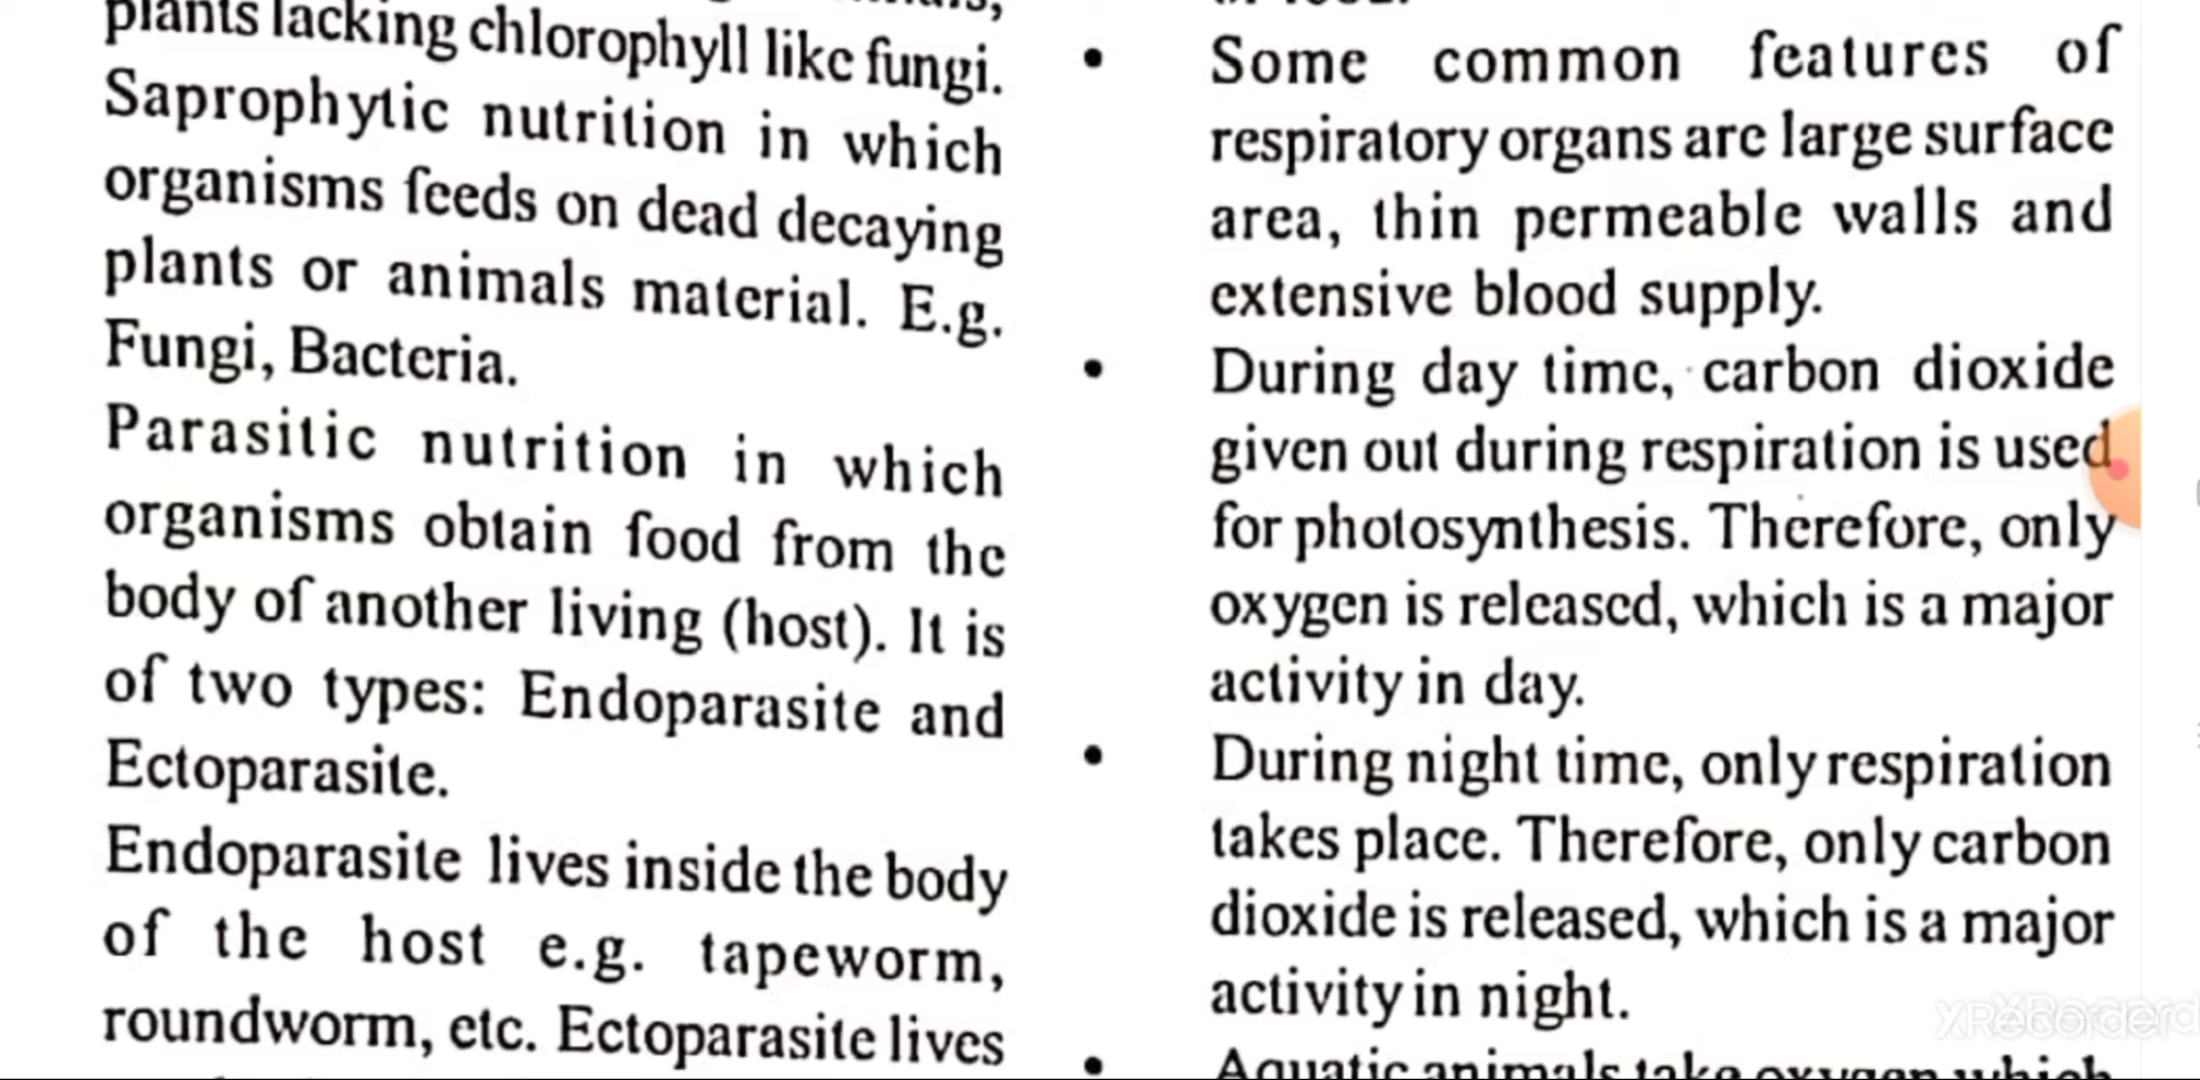 plants lacking chlorophyll like fungi.
Saprophytic nutrition in which
organisms feeds on dead decaying
plants or animals material. E.g.
Fungi, Bacteria.
Parasitic nutrition in which
organisms obtain food from the
body of another living (host). It is
of two types: Endoparasite and
Ectoparasite.
Endoparasite lives inside the body
of the host e.g. tapeworm,
roundworm, etc. Ectoparasite lives
• Some common features of
respiratory organs are large surface
area, thin permeable walls and
extensive blood supply.
• During day time, carbon dioxide
given out during respiration is used
for photosynthesis. Therefore, only
oxygen is released, which is a major
activity in day.
• During night time, only respiration
takes place. Therefore, only carbon
dioxide is released, which is a major
activity in night.
• Aquatic animals take oxygen which
XRecorder